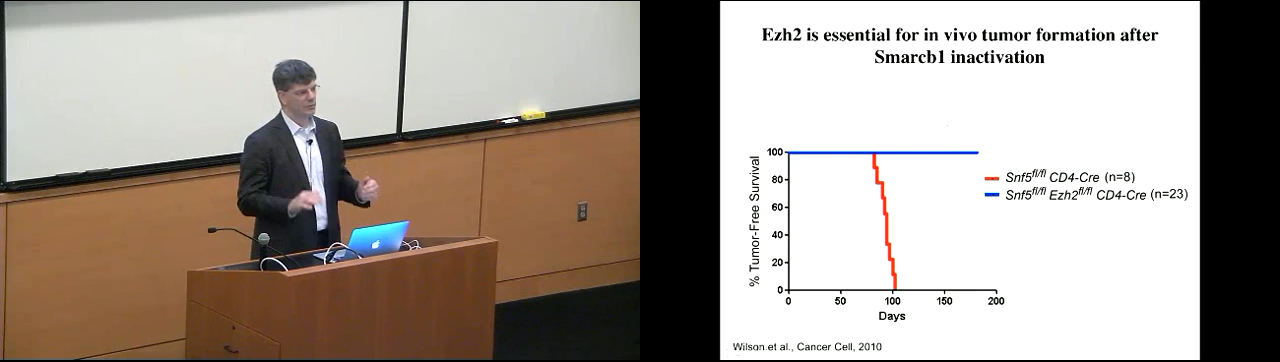 Ezh2 is essential for in vivo tumor formation after
Smarcb1 inactivation
% Tumor-Free Survival
100
80
60
40
20
0
0 50 100 150 200
Days
Snf5fl/fl CD4-Cre (n=8)
Snf5fl/fl Ezh2fl/fl CD4-Cre (n=23)
Wilson.et al., Cancer Cell, 2010